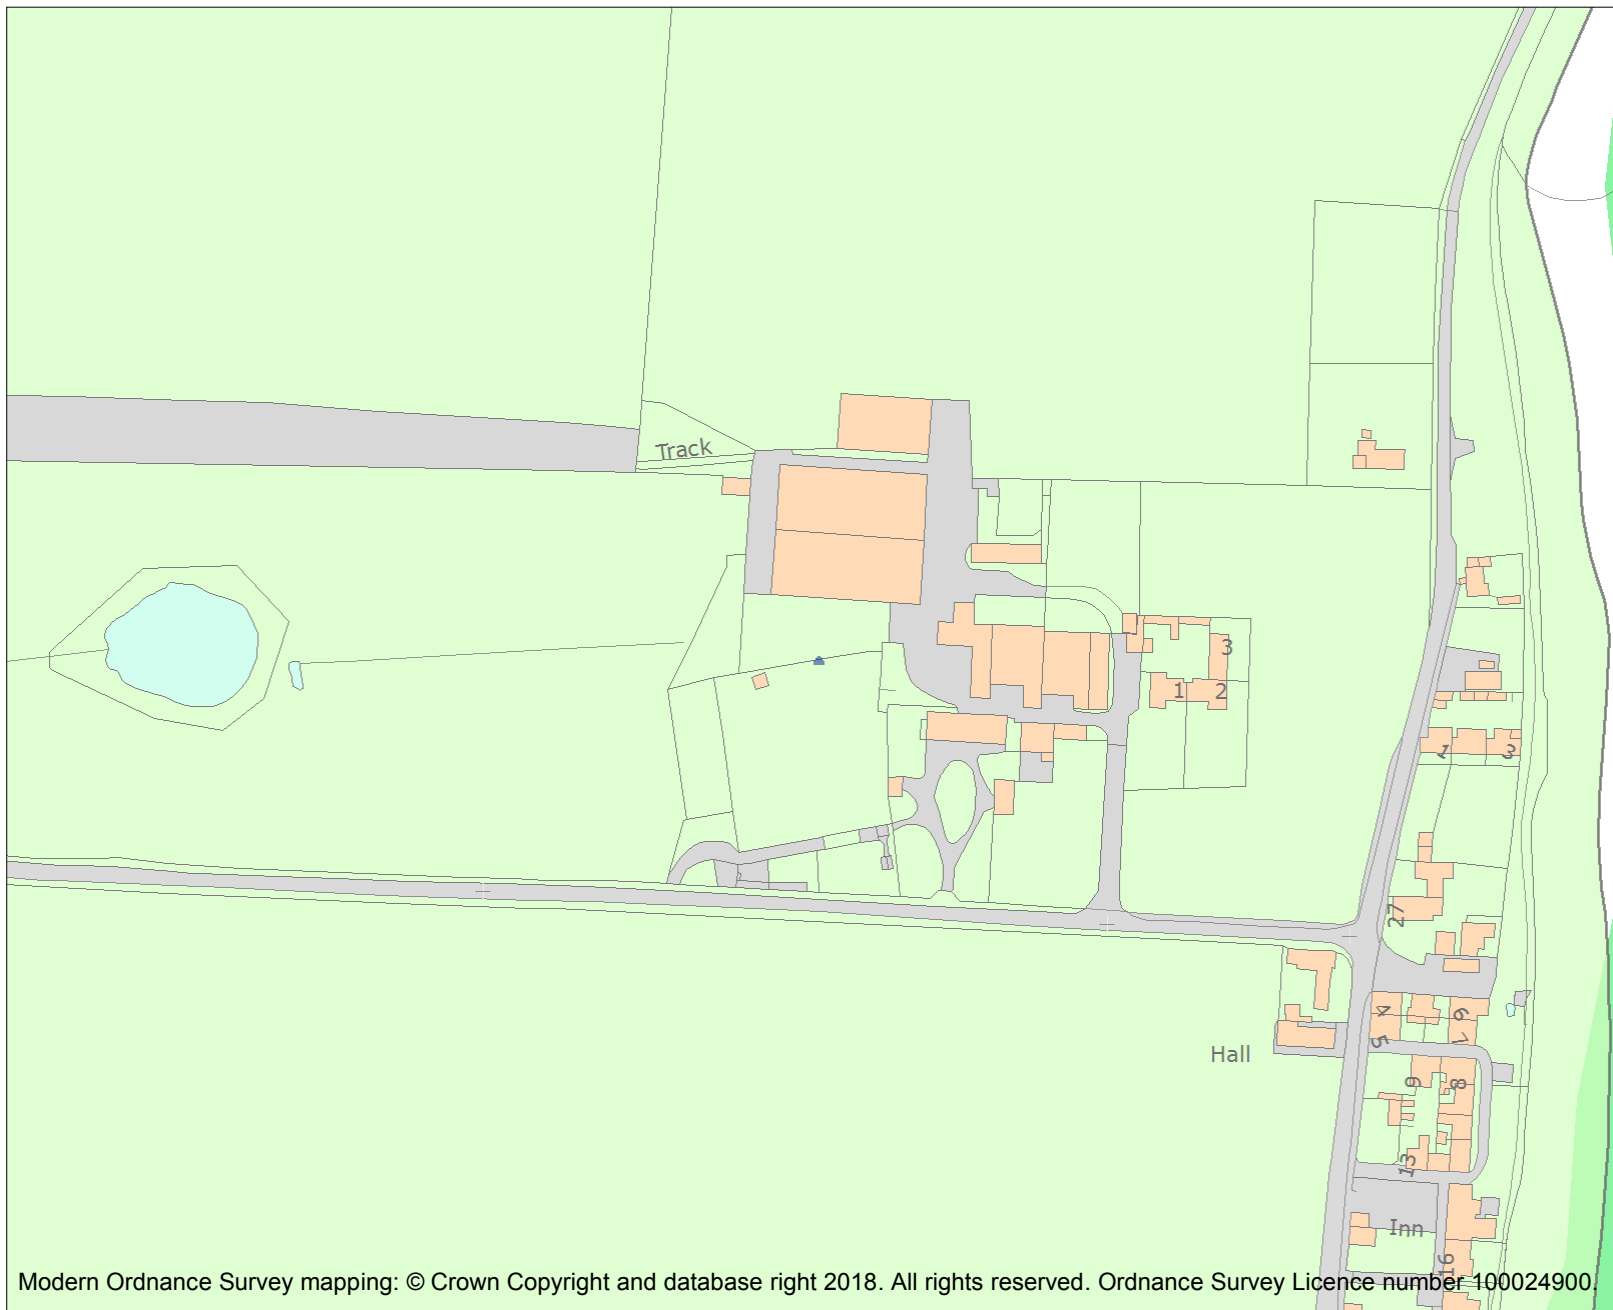 Track
3
1 2
1 3
27
4 6
5 7
Hall
9 8
13
Inn
16
Modern Ordnance Survey mapping: © Crown Copyright and database right 2018. All rights reserved. Ordnance Survey Licence number 100024900.